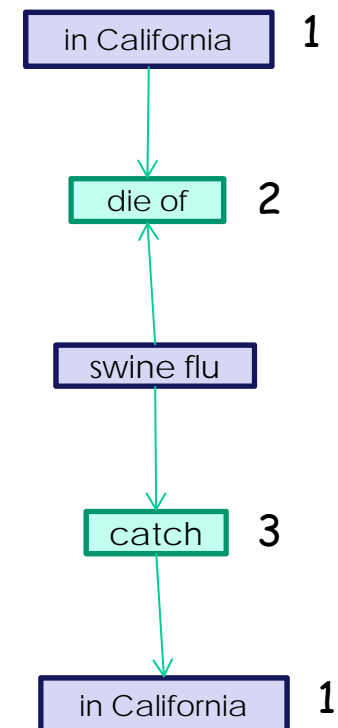 in California 1
die of 2
swine flu
catch 3
in California 1